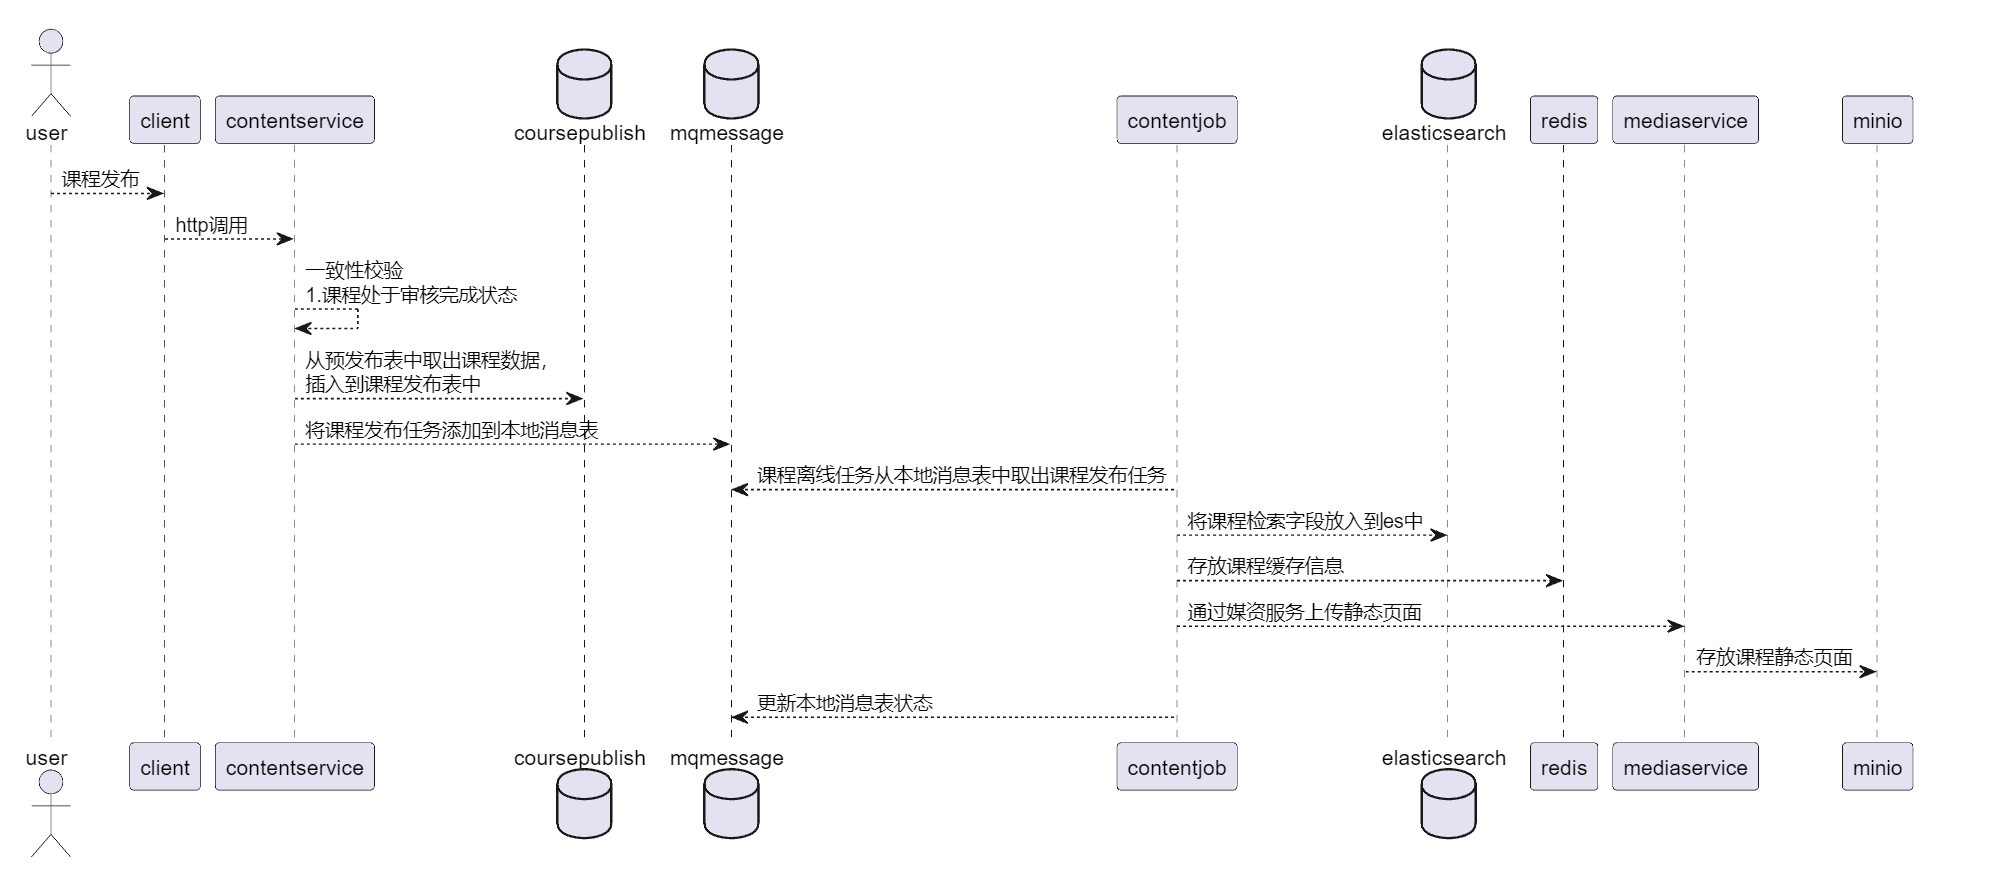 user
client
contentservice
coursepublish
mqmessage
contentjob
elasticsearch
redis
mediaservice
minio
课程发布
http调用
一致性校验
1.课程处于审核完成状态
从预发布表中取出课程数据，
插入到课程发布表中
将课程发布任务添加到本地消息表
课程离线任务从本地消息表中取出课程发布任务
将课程检索字段放入到es中
存放课程缓存信息
通过媒资服务上传静态页面
存放课程静态页面
更新本地消息表状态
user
client
contentservice
coursepublish
mqmessage
contentjob
elasticsearch
redis
mediaservice
minio